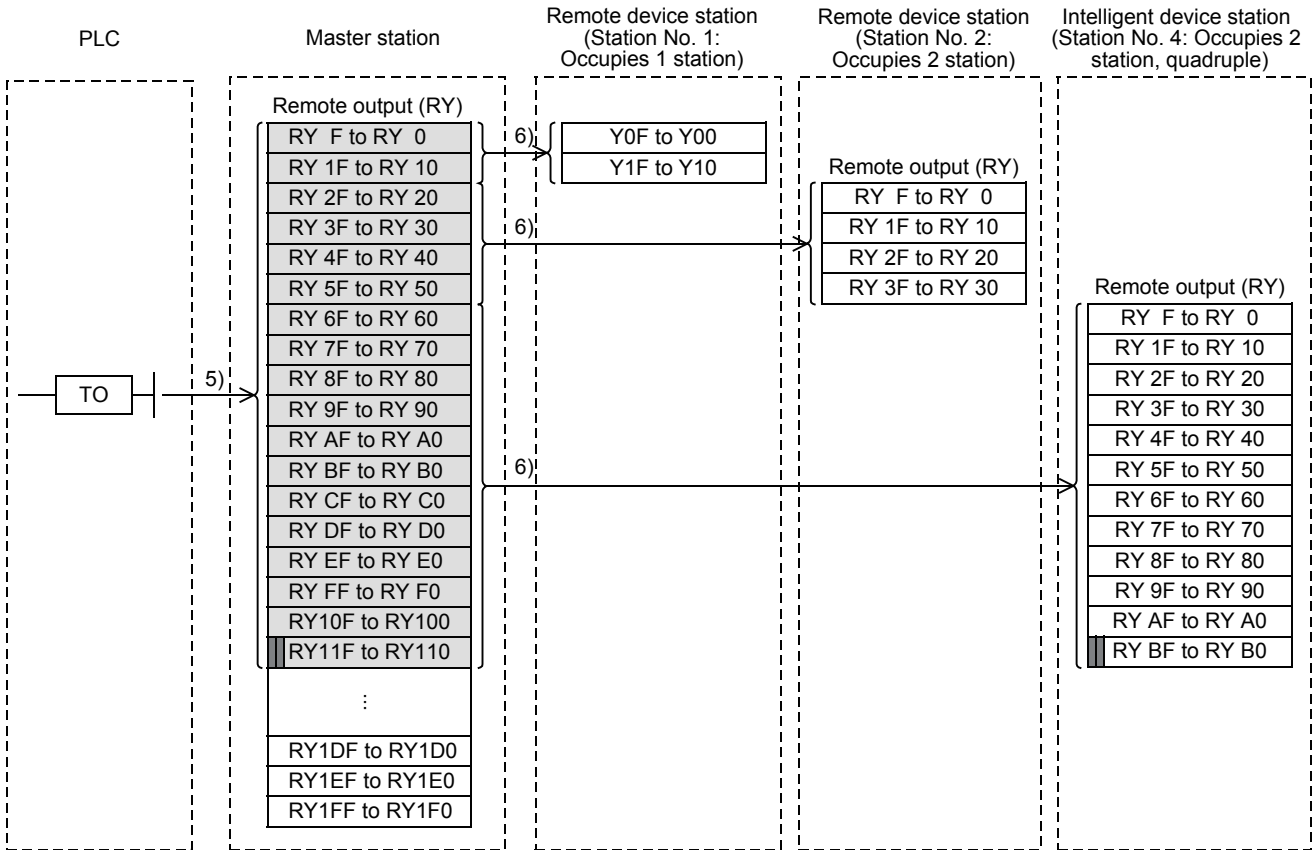 PLC
Master station
Remote device station
(Station No. 1:
Occupies 1 station)
Remote device station
(Station No. 2:
Occupies 2 station)
Intelligent device station
(Station No. 4: Occupies 2
station, quadruple)
TO
5)
Remote output (RY)
RY F to RY 0
RY 1F to RY 10
RY 2F to RY 20
RY 3F to RY 30
RY 4F to RY 40
RY 5F to RY 50
RY 6F to RY 60
RY 7F to RY 70
RY 8F to RY 80
RY 9F to RY 90
RY AF to RY A0
RY BF to RY B0
RY CF to RY C0
RY DF to RY D0
RY EF to RY E0
RY FF to RY F0
RY10F to RY100
RY11F to RY110
...
RY1DF to RY1D0
RY1EF to RY1E0
RY1FF to RY1F0
6)
6)
6)
Y0F to Y00
Y1F to Y10
Remote output (RY)
RY F to RY 0
RY 1F to RY 10
RY 2F to RY 20
RY 3F to RY 30
Remote output (RY)
RY F to RY 0
RY 1F to RY 10
RY 2F to RY 20
RY 3F to RY 30
RY 4F to RY 40
RY 5F to RY 50
RY 6F to RY 60
RY 7F to RY 70
RY 8F to RY 80
RY 9F to RY 90
RY AF to RY A0
RY BF to RY B0